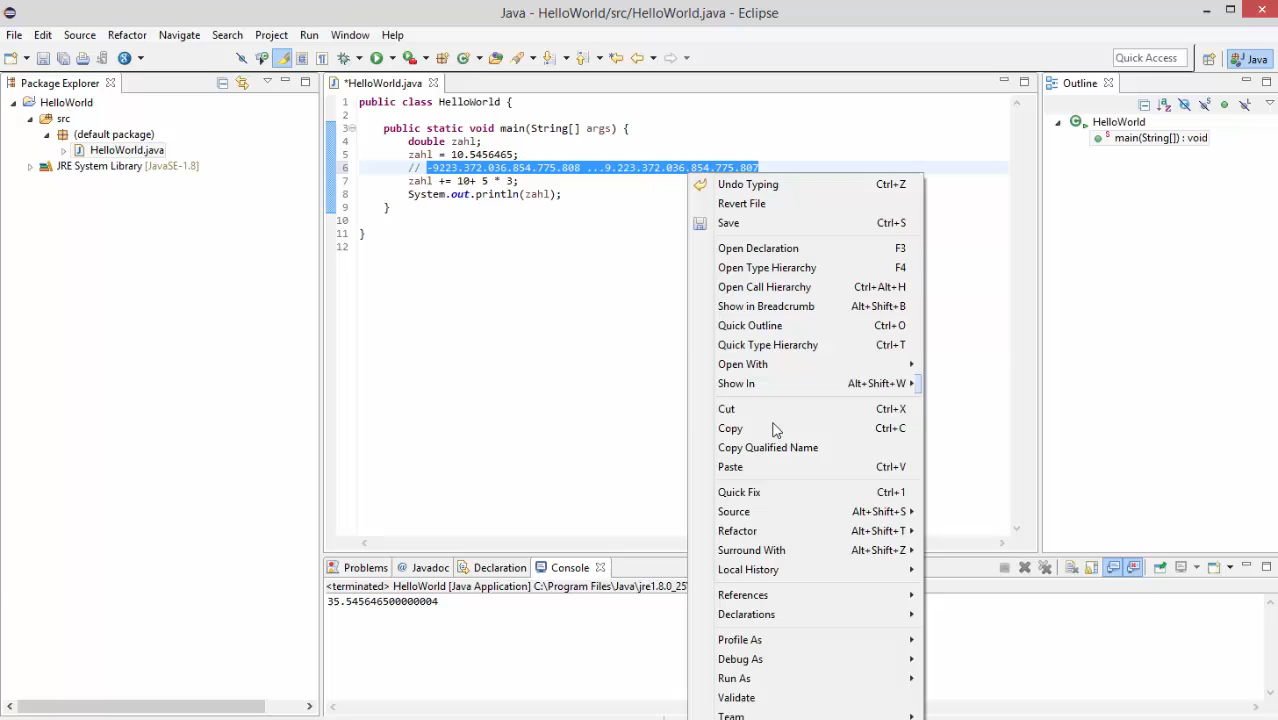 Java - HelloWorld/src/HelloWorld.java - Eclipse
File Edit Source Refactor Navigate Search Project Run Window Help
Quick Access
Java
Package Explorer
HelloWorld
src
(default package)
HelloWorld.java
JRE System Library [JavaSE-1.8]
*HelloWorld.java
1 public class HelloWorld {
2
3 public static void main(String[] args) {
4 double zahl;
5 zahl = 10.5456465;
6 // -9223.372.036.854.775.808 ...9.223.372.036.854.775.807
7 zahl += 10+ 5 * 3;
8 System.out.println(zahl);
9 }
10
11 }
12
Undo Typing Ctrl+Z
Revert File
Save Ctrl+S
Open Declaration F3
Open Type Hierarchy F4
Open Call Hierarchy Ctrl+Alt+H
Show in Breadcrumb Alt+Shift+B
Quick Outline Ctrl+O
Quick Type Hierarchy Ctrl+T
Open With
Show In Alt+Shift+W
Cut Ctrl+X
Copy Ctrl+C
Copy Qualified Name
Paste Ctrl+V
Quick Fix Ctrl+1
Source Alt+Shift+S
Refactor Alt+Shift+T
Surround With Alt+Shift+Z
Local History
References
Declarations
Profile As
Debug As
Run As
Validate
Team
Outline
HelloWorld
main(String[]) : void
Problems Javadoc Declaration Console
<terminated> HelloWorld [Java Application] C:\Program Files\Java\jre1.8.0_25\
35.545646500000004